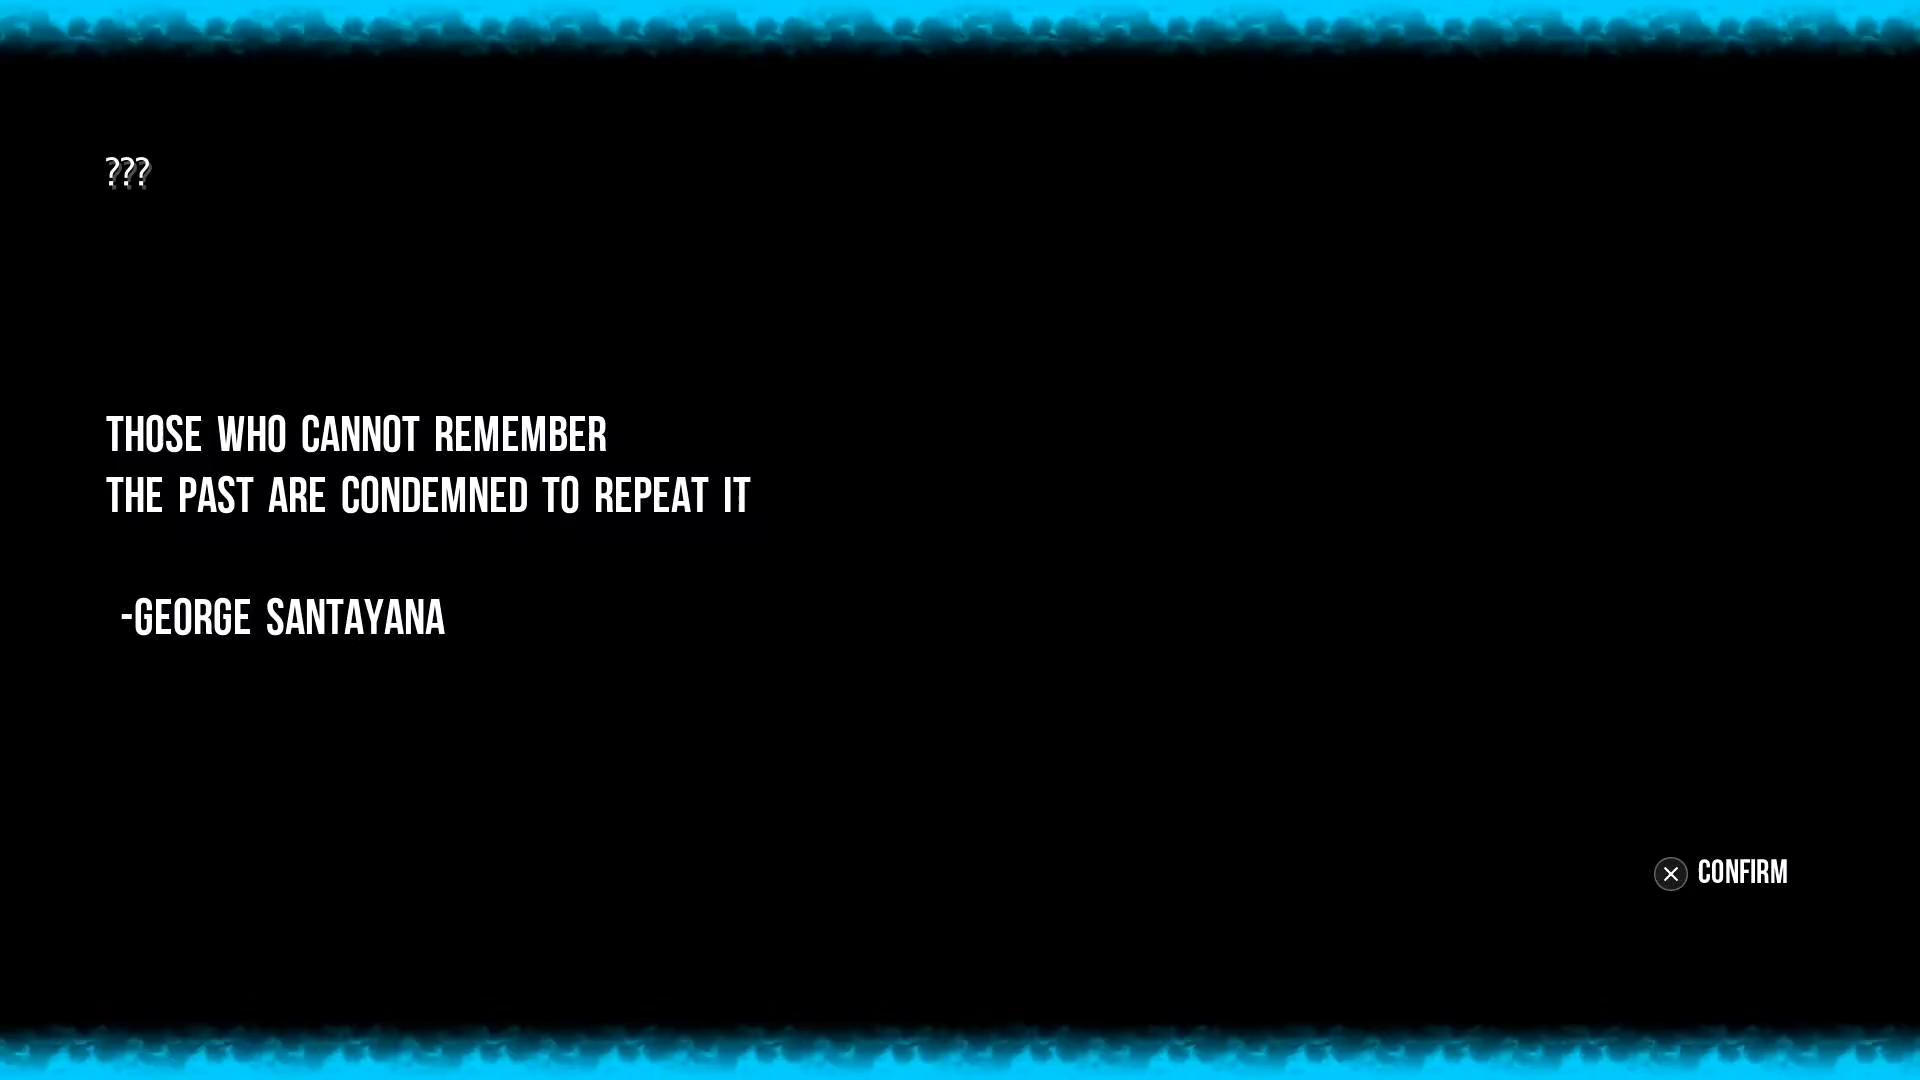 ???
THOSE WHO CANNOT REMEMBER
THE PAST ARE CONDEMNED TO REPEAT IT
-GEORGE SANTAYANA
CONFIRM